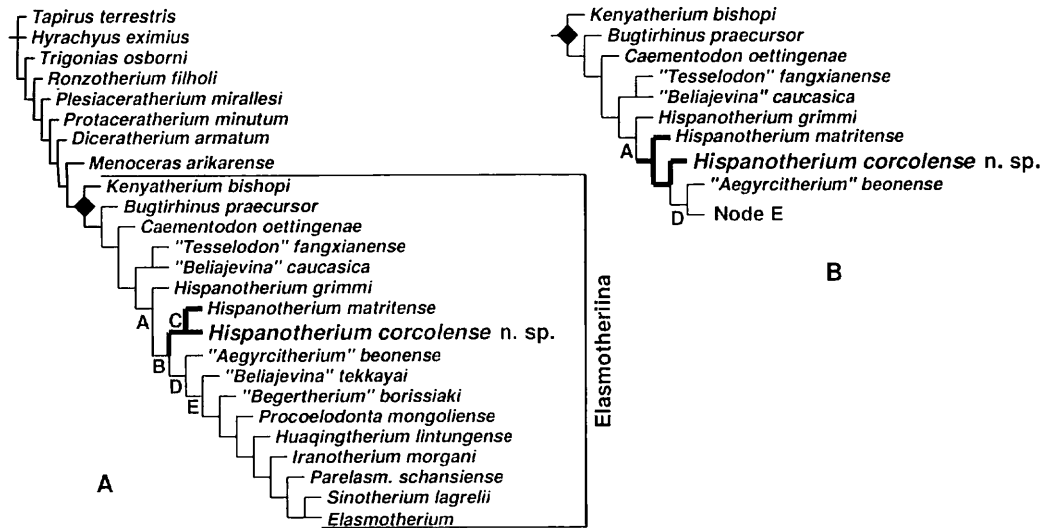 Tapirus terrestris
Hyrachyus eximius
Trigonias osborni
Ronzotherium filholi
Plesiaceratherium mirallesi
Protaceratherium minutum
Diceratherium armatum
Menoceras arikarense
Kenyatherium bishopi
Bugtirhinus praecursor
Caementodon oettingenae
"Tesselodon" fangxianense
"Beliajevina" caucasica
Hispanotherium grimmi
A
Hispanotherium matritense
C
Hispanotherium corcolense n. sp.
B
"Aegyrcitherium" beonense
D
"Beliajevina" tekkayai
E
"Begertherium" borissiaki
Procoelodonta mongoliense
Huaqingtherium lintungense
Iranotherium morgani
Parelasm. schansiense
Sinotherium lagrelii
Elasmotherium
A
Elasmotheriina
Kenyatherium bishopi
Bugtirhinus praecursor
Caementodon oettingenae
"Tesselodon" fangxianense
"Beliajevina" caucasica
Hispanotherium grimmi
A
Hispanotherium matritense
Hispanotherium corcolense n. sp.
"Aegyrcitherium" beonense
D
Node E
B